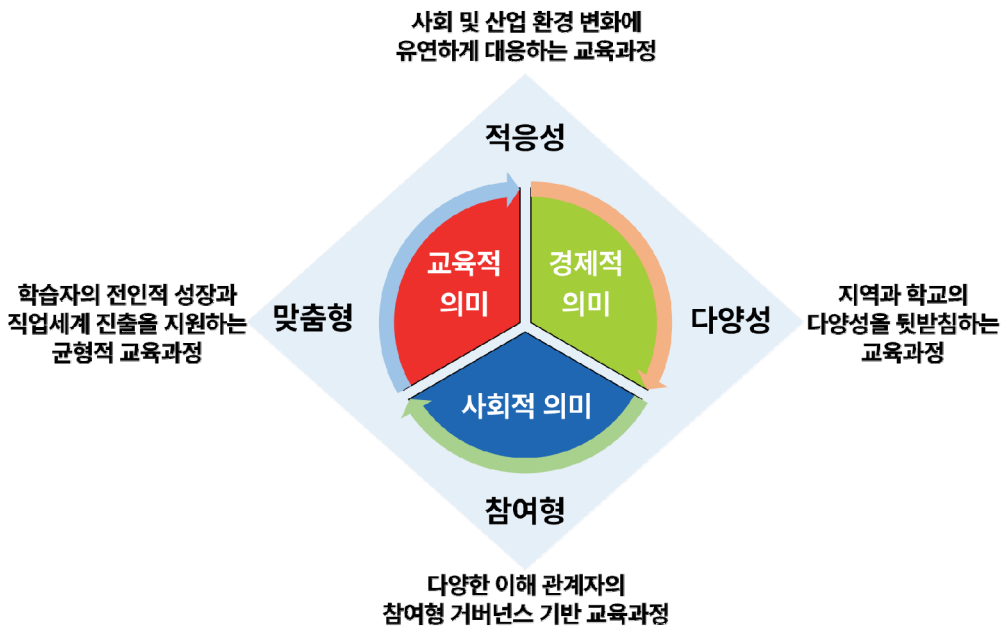 사회 및 산업 환경 변화에
유연하게 대응하는 교육과정
적응성
교육적
의미
경제적
의미
학습자의 전인적 성장과
직업세계 진출을 지원하는
균형적 교육과정
맞춤형
다양성
지역과 학교의
다양성을 뒷받침하는
교육과정
사회적 의미
참여형
다양한 이해 관계자의
참여형 거버넌스 기반 교육과정